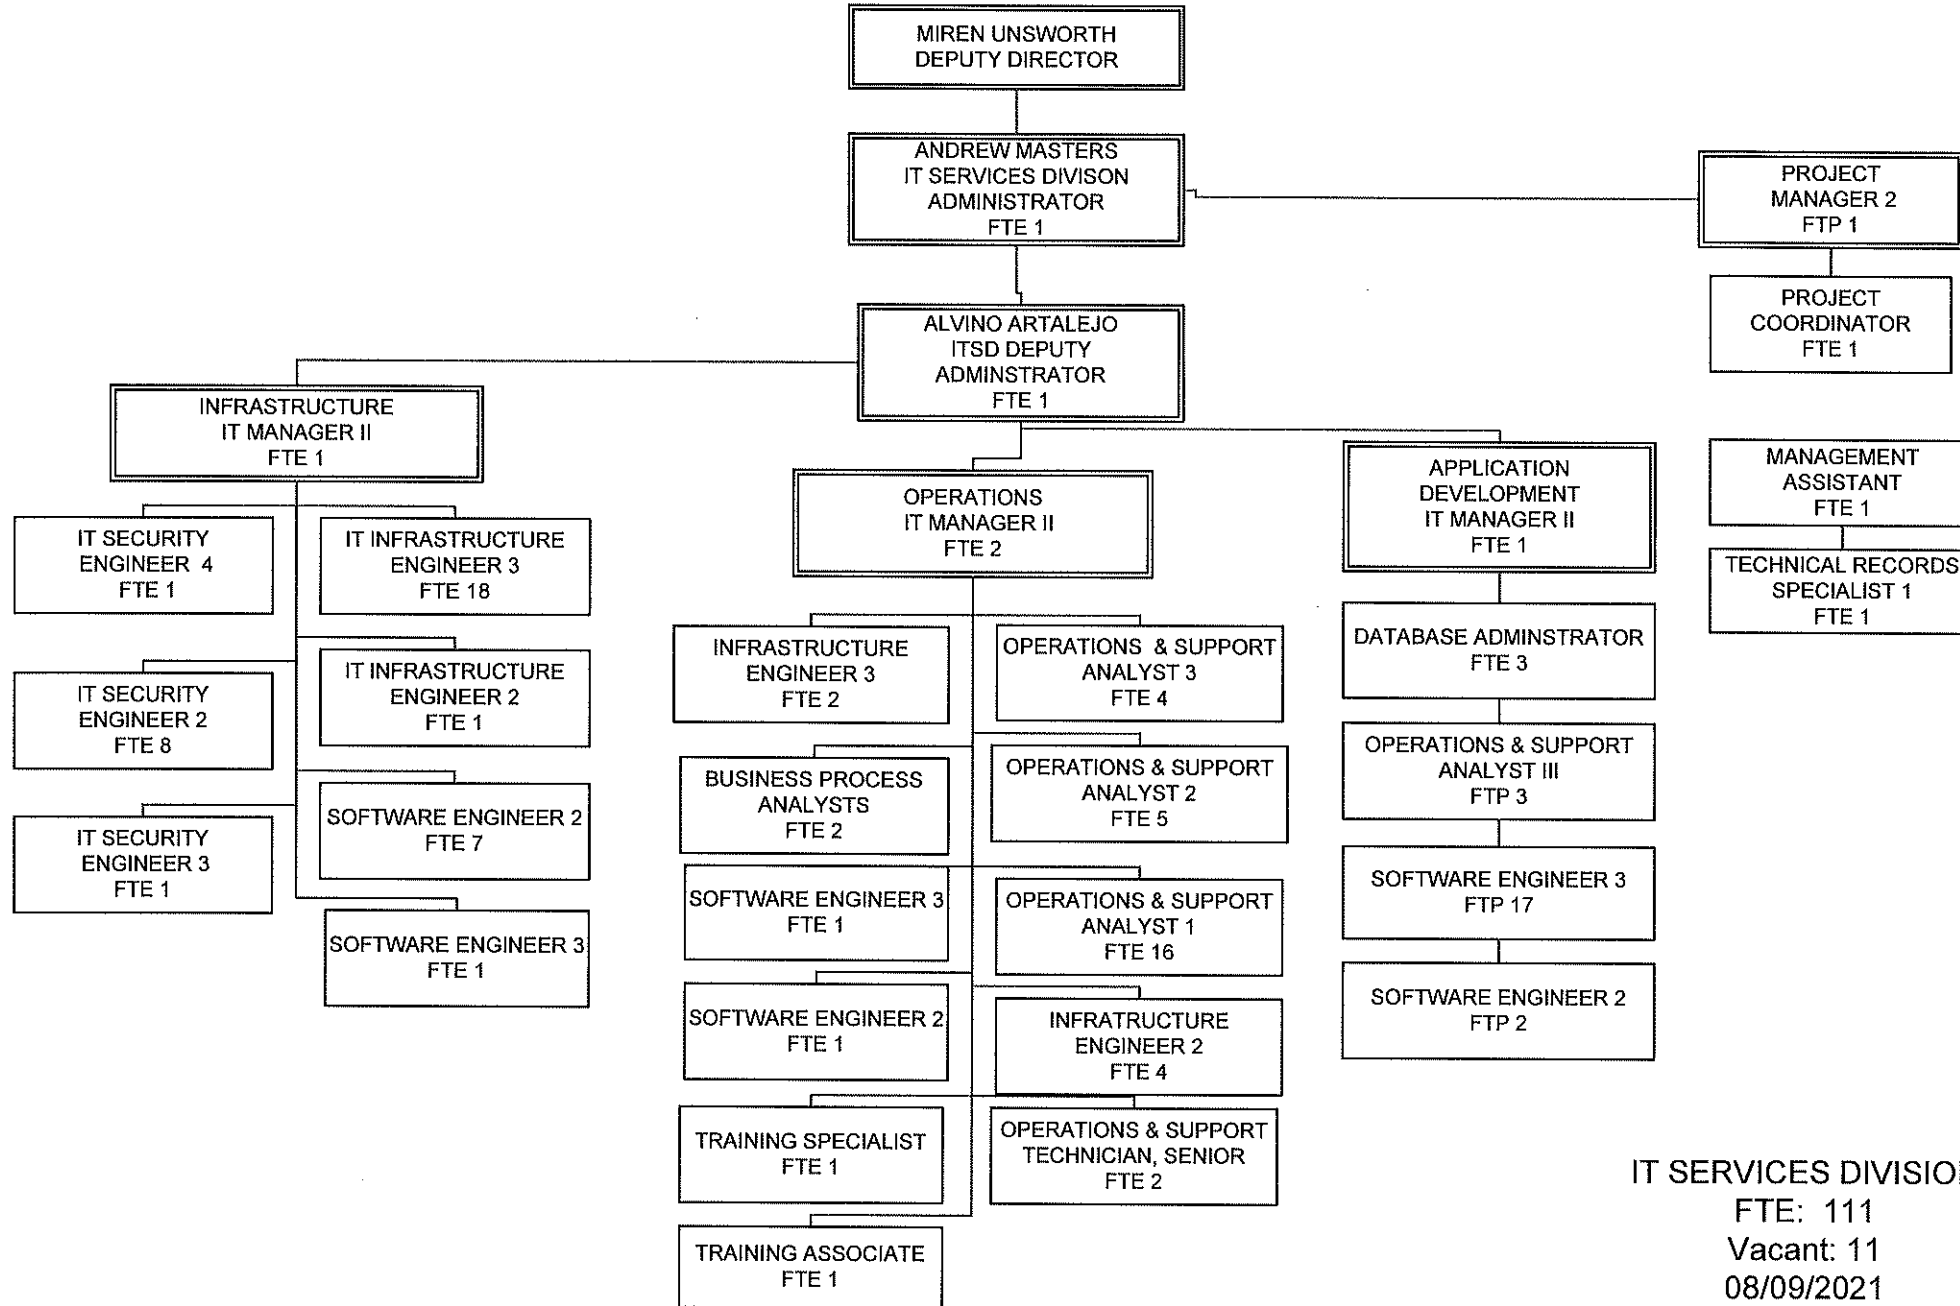 MIREN UNSWORTH
DEPUTY DIRECTOR
ANDREW MASTERS
IT SERVICES DIVISON
ADMINISTRATOR
FTE 1
PROJECT
MANAGER 2
FTP 1
PROJECT
COORDINATOR
FTE 1
ALVINO ARTALEJO
ITSD DEPUTY
ADMINSTRATOR
FTE 1
INFRASTRUCTURE
IT MANAGER II
FTE 1
IT SECURITY
ENGINEER 4
FTE 1
IT INFRASTRUCTURE
ENGINEER 3
FTE 18
IT SECURITY
ENGINEER 2
FTE 8
IT INFRASTRUCTURE
ENGINEER 2
FTE 1
IT SECURITY
ENGINEER 3
FTE 1
SOFTWARE ENGINEER 2
FTE 7
SOFTWARE ENGINEER 3
FTE 1
OPERATIONS
IT MANAGER II
FTE 2
INFRASTRUCTURE
ENGINEER 3
FTE 2
OPERATIONS & SUPPORT
ANALYST 3
FTE 4
BUSINESS PROCESS
ANALYSTS
FTE 2
OPERATIONS & SUPPORT
ANALYST 2
FTE 5
SOFTWARE ENGINEER 3
FTE 1
OPERATIONS & SUPPORT
ANALYST 1
FTE 16
SOFTWARE ENGINEER 2
FTE 1
INFRATRUCTURE
ENGINEER 2
FTE 4
TRAINING SPECIALIST
FTE 1
OPERATIONS & SUPPORT
TECHNICIAN, SENIOR
FTE 2
TRAINING ASSOCIATE
FTE 1
APPLICATION
DEVELOPMENT
IT MANAGER II
FTE 1
DATABASE ADMINSTRATOR
FTE 3
OPERATIONS & SUPPORT
ANALYST III
FTP 3
SOFTWARE ENGINEER 3
FTP 17
SOFTWARE ENGINEER 2
FTP 2
MANAGEMENT
ASSISTANT
FTE 1
TECHNICAL RECORDS
SPECIALIST 1
FTE 1
IT SERVICES DIVISIO
FTE: 111
Vacant: 11
08/09/2021